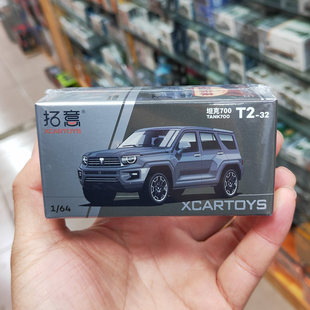 拓意
XCARTOYS
坦克700
TANK700
T2-32
1/64
XCARTOYS